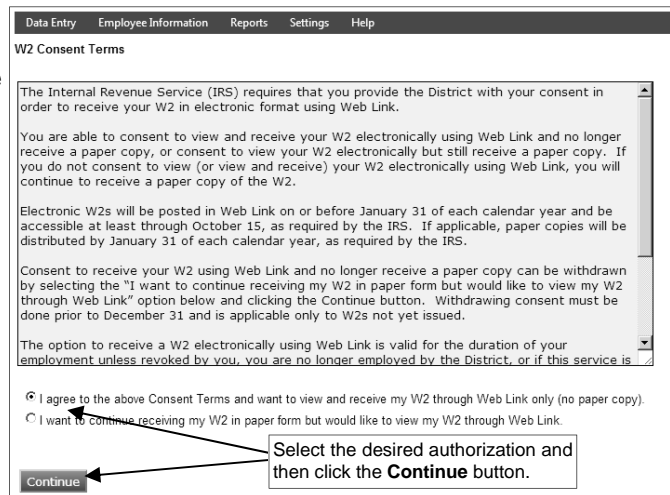 Data Entry Employee Information Reports Settings Help
W2 Consent Terms
e
The Internal Revenue Service (IRS) requires that you provide the District with your consent in
order to receive your W2 in electronic format using Web Link.
You are able to consent to view and receive your W2 electronically using Web Link and no longer
receive a paper copy, or consent to view your W2 electronically but still receive a paper copy. If
you do not consent to view (or view and receive) your W2 electronically using Web Link, you will
continue to receive a paper copy of the W2.
Electronic W2s will be posted in Web Link on or before January 31 of each calendar year and be
accessible at least through October 15, as required by the IRS. If applicable, paper copies will be
distributed by January 31 of each calendar year, as required by the IRS.
Consent to receive your W2 using Web Link and no longer receive a paper copy can be withdrawn
by selecting the "I want to continue receiving my W2 in paper form but would like to view my W2
through Web Link" option below and clicking the Continue button. Withdrawing consent must be
done prior to December 31 and is applicable only to W2s not yet issued.
The option to receive a W2 electronically using Web Link is valid for the duration of your
employment unless revoked by you, you are no longer employed by the District, or if this service is
I agree to the above Consent Terms and want to view and receive my W2 through Web Link only (no paper copy).
I want to continue receiving my W2 in paper form but would like to view my W2 through Web Link.
Select the desired authorization and
then click the Continue button.
Continue